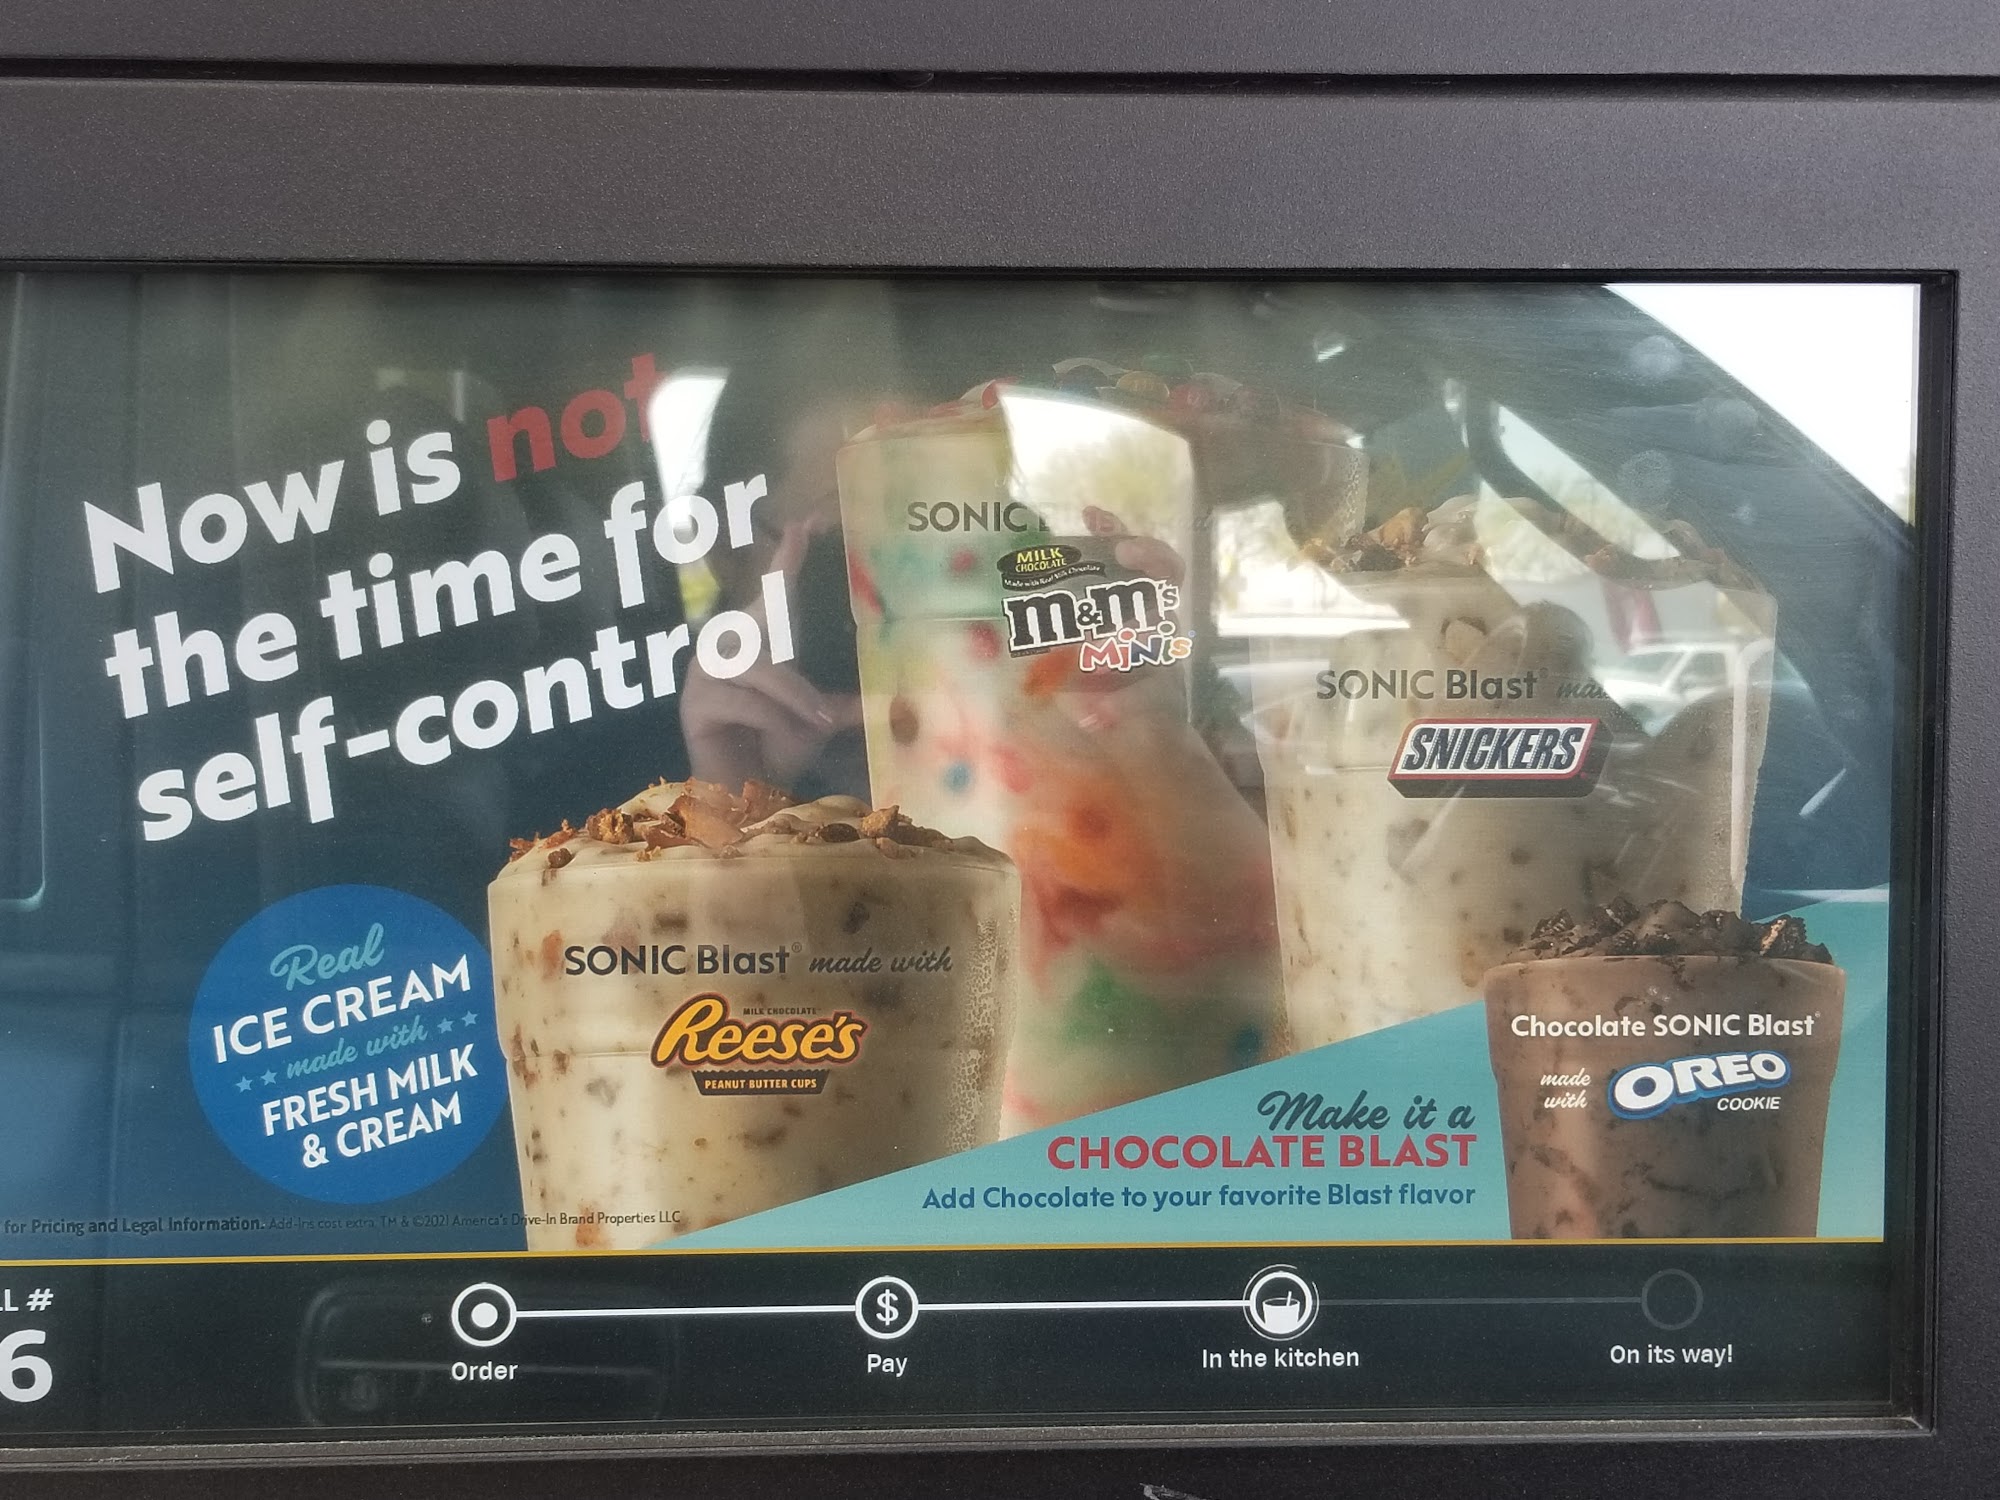 Now is not
the time for
self-control
Real
ICE CREAM
made with
FRESH MILK
& CREAM
SONIC
MILK
CHOCOLATE
m&m's
MiNis
SONIC Blast®
SNICKERS
SONIC Blast® made with
MILK CHOCOLATE
Reese's
PEANUT BUTTER CUPS
Chocolate SONIC Blast®
made
with
OREO
COOKIE
Make it a
CHOCOLATE BLAST
Add Chocolate to your favorite Blast flavor
for Pricing and Legal Information. Add-Ins cost extra. TM & ©2021 America's Drive-In Brand Properties LLC
#
6
$
Order
Pay
In the kitchen
On its way!